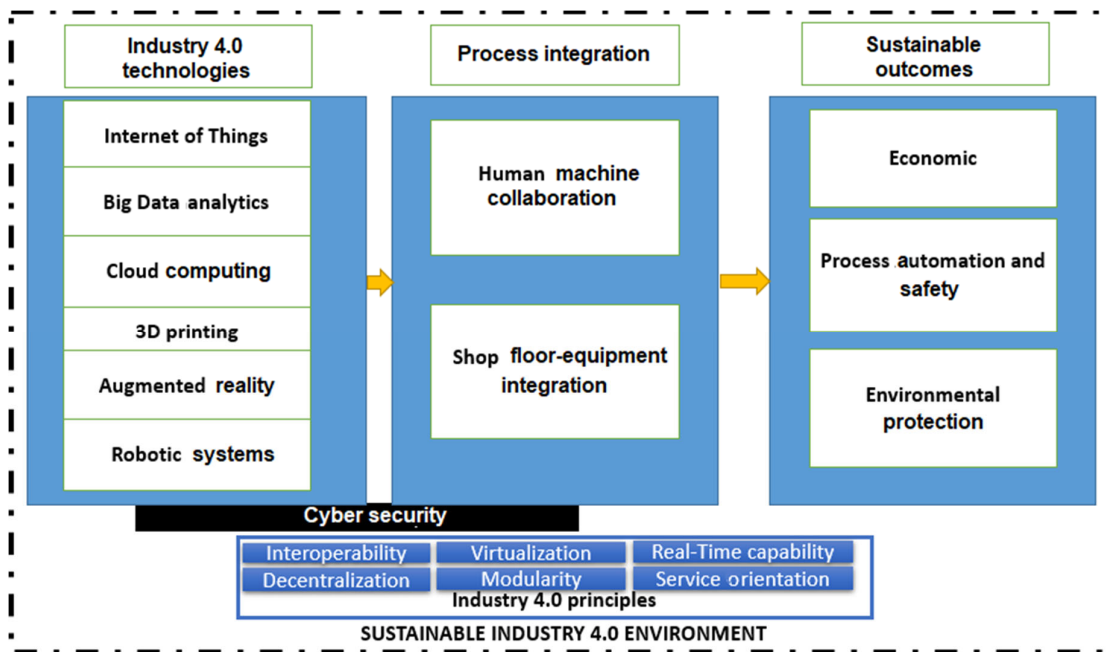 Industry 4.0
technologies
Internet of Things
Big Data analytics
Cloud computing
3D printing
Augmented reality
Robotic systems
Process integration
Human machine
collaboration
Shop floor-equipment
integration
Sustainable
outcomes
Economic
Process automation and
safety
Environmental
protection
Cyber security
Interoperability Virtualization Real-Time capability
Decentralization Modularity Service orientation
Industry 4.0 principles
SUSTAINABLE INDUSTRY 4.0 ENVIRONMENT